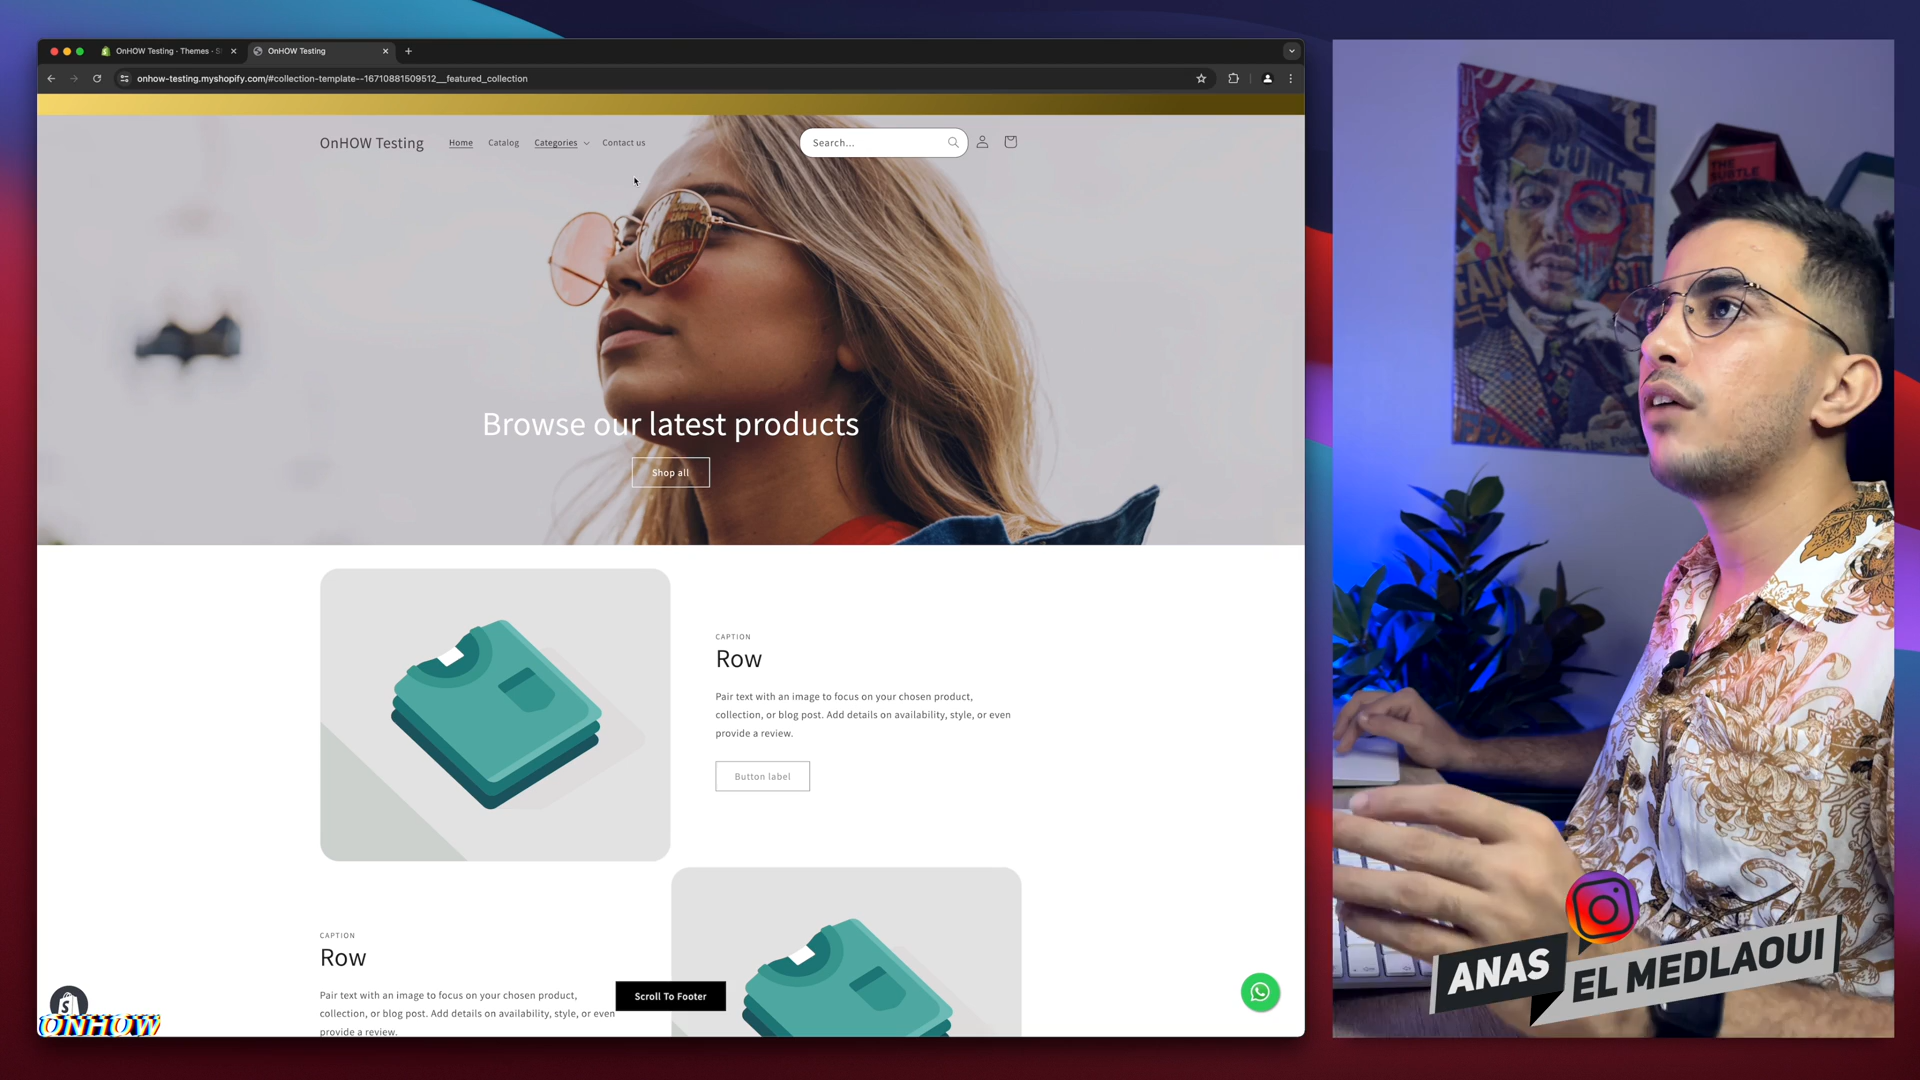 OnHOW Testing · Themes · S
OnHOW Testing
onhow-testing.myshopify.com/#collection-template--16710881509512__featured_collection
OnHOW Testing
Home
Catalog
Categories
Contact us
Search...
Browse our latest products
Shop all
CAPTION
Row
Pair text with an image to focus on your chosen product,
collection, or blog post. Add details on availability, style, or even
provide a review.
Button label
CAPTION
Row
Pair text with an image to focus on your chosen product,
collection, or blog post. Add details on availability, style, or even
provide a review.
Scroll To Footer
ONHOW
THE
SUBTLE
ANAS
EL MEDLAOUI